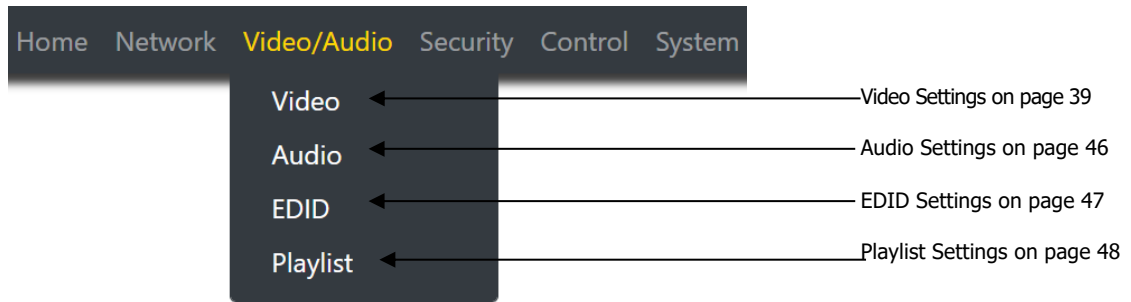 Home Network Video/Audio Security Control System
Video Video Settings on page 39
Audio Audio Settings on page 46
EDID EDID Settings on page 47
Playlist Playlist Settings on page 48